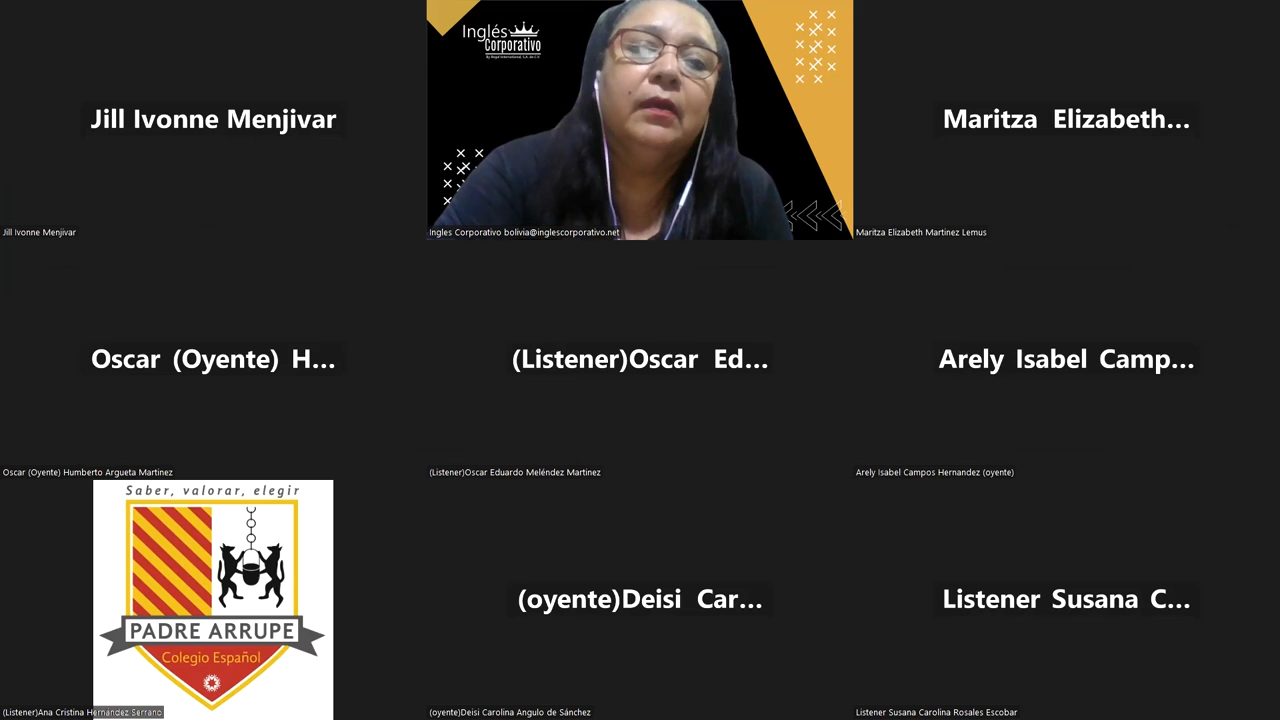 Jill Ivonne Menjivar
Jill Ivonne Menjivar
Inglés
Corporativo
Ingles Corporativo bolivia@inglescorporativo.net
Maritza Elizabeth...
Maritza Elizabeth Martinez Lemus
Oscar (Oyente) H...
Oscar (Oyente) Humberto Argueta Martinez
(Listener)Oscar Ed...
(Listener)Oscar Eduardo Meléndez Martinez
Arely Isabel Camp...
Arely Isabel Campos Hernandez (oyente)
Saber, valorar, elegir
PADRE ARRUPE
Colegio Español
(Listener)Ana Cristina Hernández Serrano
(oyente)Deisi Car...
(oyente)Deisi Carolina Angulo de Sánchez
Listener Susana C...
Listener Susana Carolina Rosales Escobar